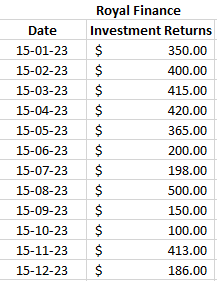 Royal Finance
Date Investment Returns
15-01-23 $ 350.00
15-02-23 $ 400.00
15-03-23 $ 415.00
15-04-23 $ 420.00
15-05-23 $ 365.00
15-06-23 $ 200.00
15-07-23 $ 198.00
15-08-23 $ 500.00
15-09-23 $ 150.00
15-10-23 $ 100.00
15-11-23 $ 413.00
15-12-23 $ 186.00